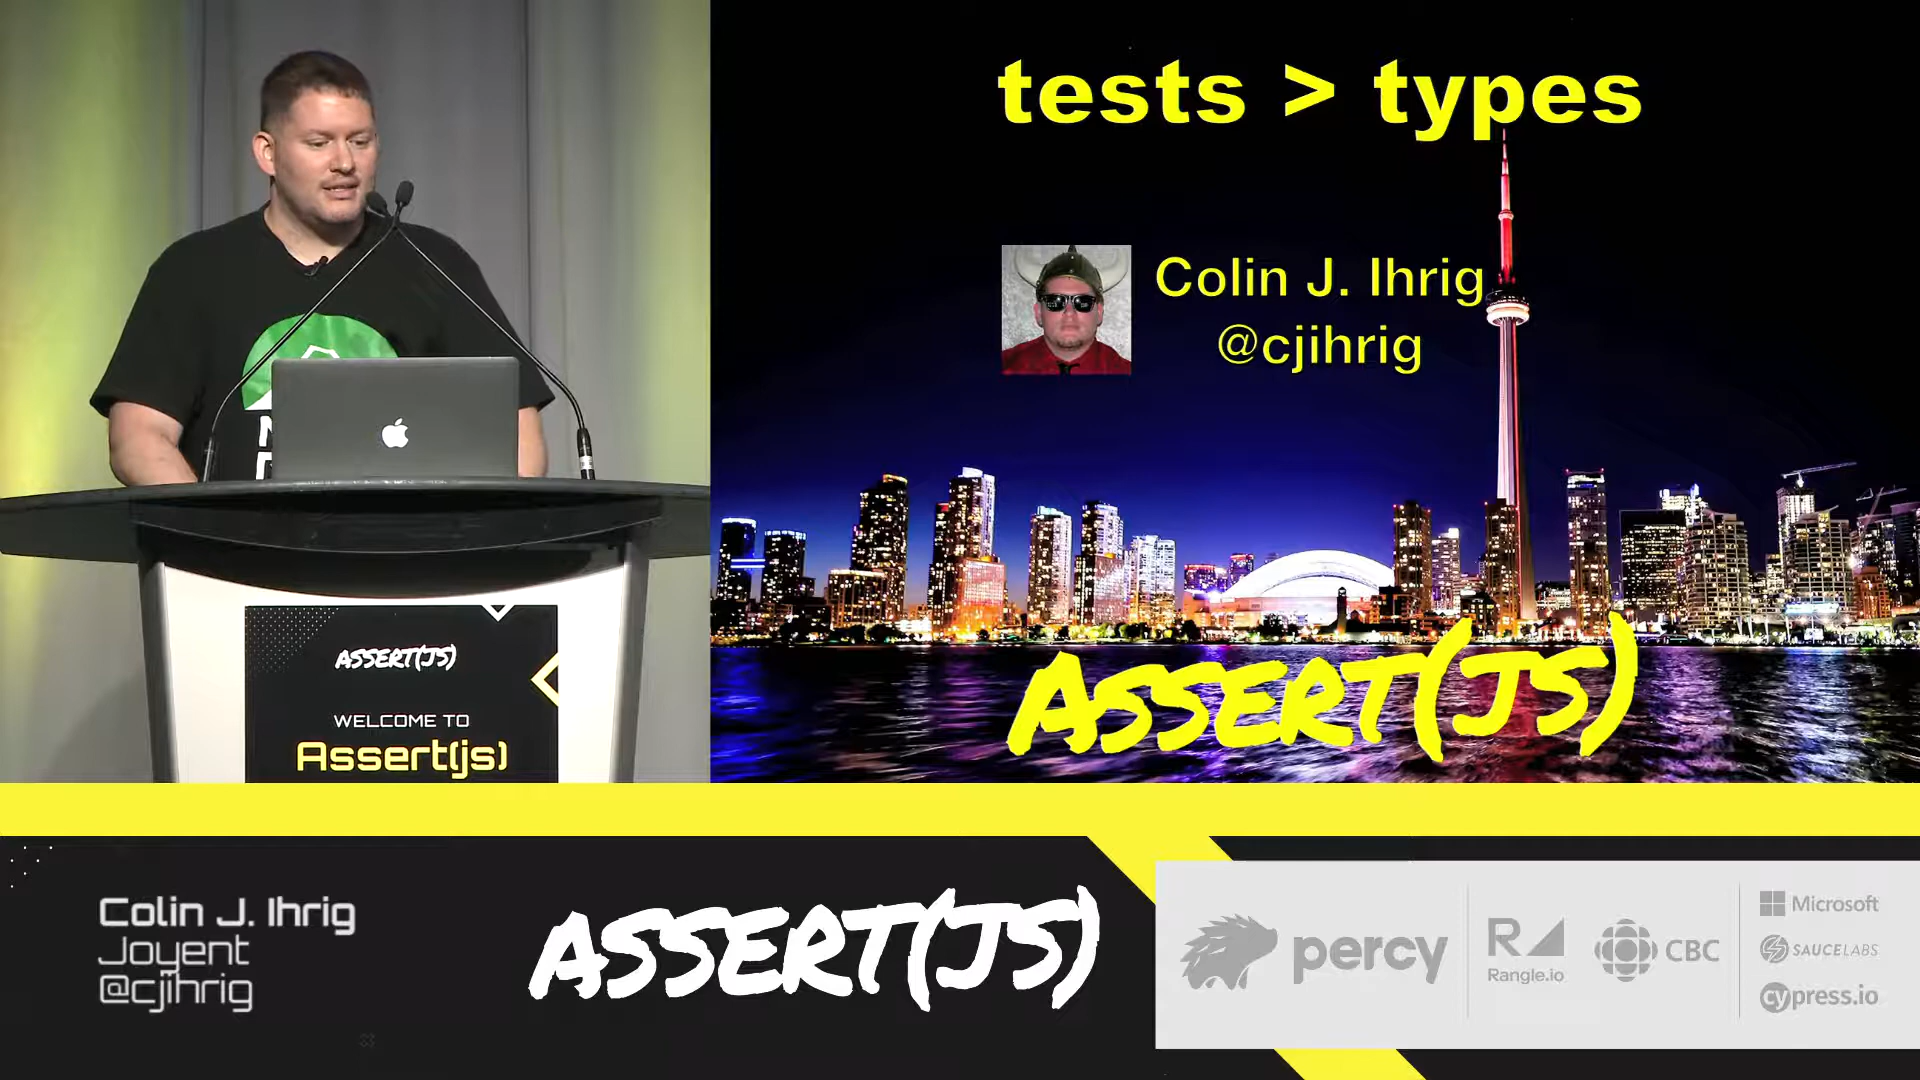 tests > types
Colin J. Ihrig
@cjihrig
ASSERT(JS)
ASSERT(JS)
WELCOME TO
Assert(js)
Colin J. Ihrig
Joyent
@cjihrig
ASSERT(JS)
percy
Rangle.io
CBC
Microsoft
SAUCELABS
cypress.io